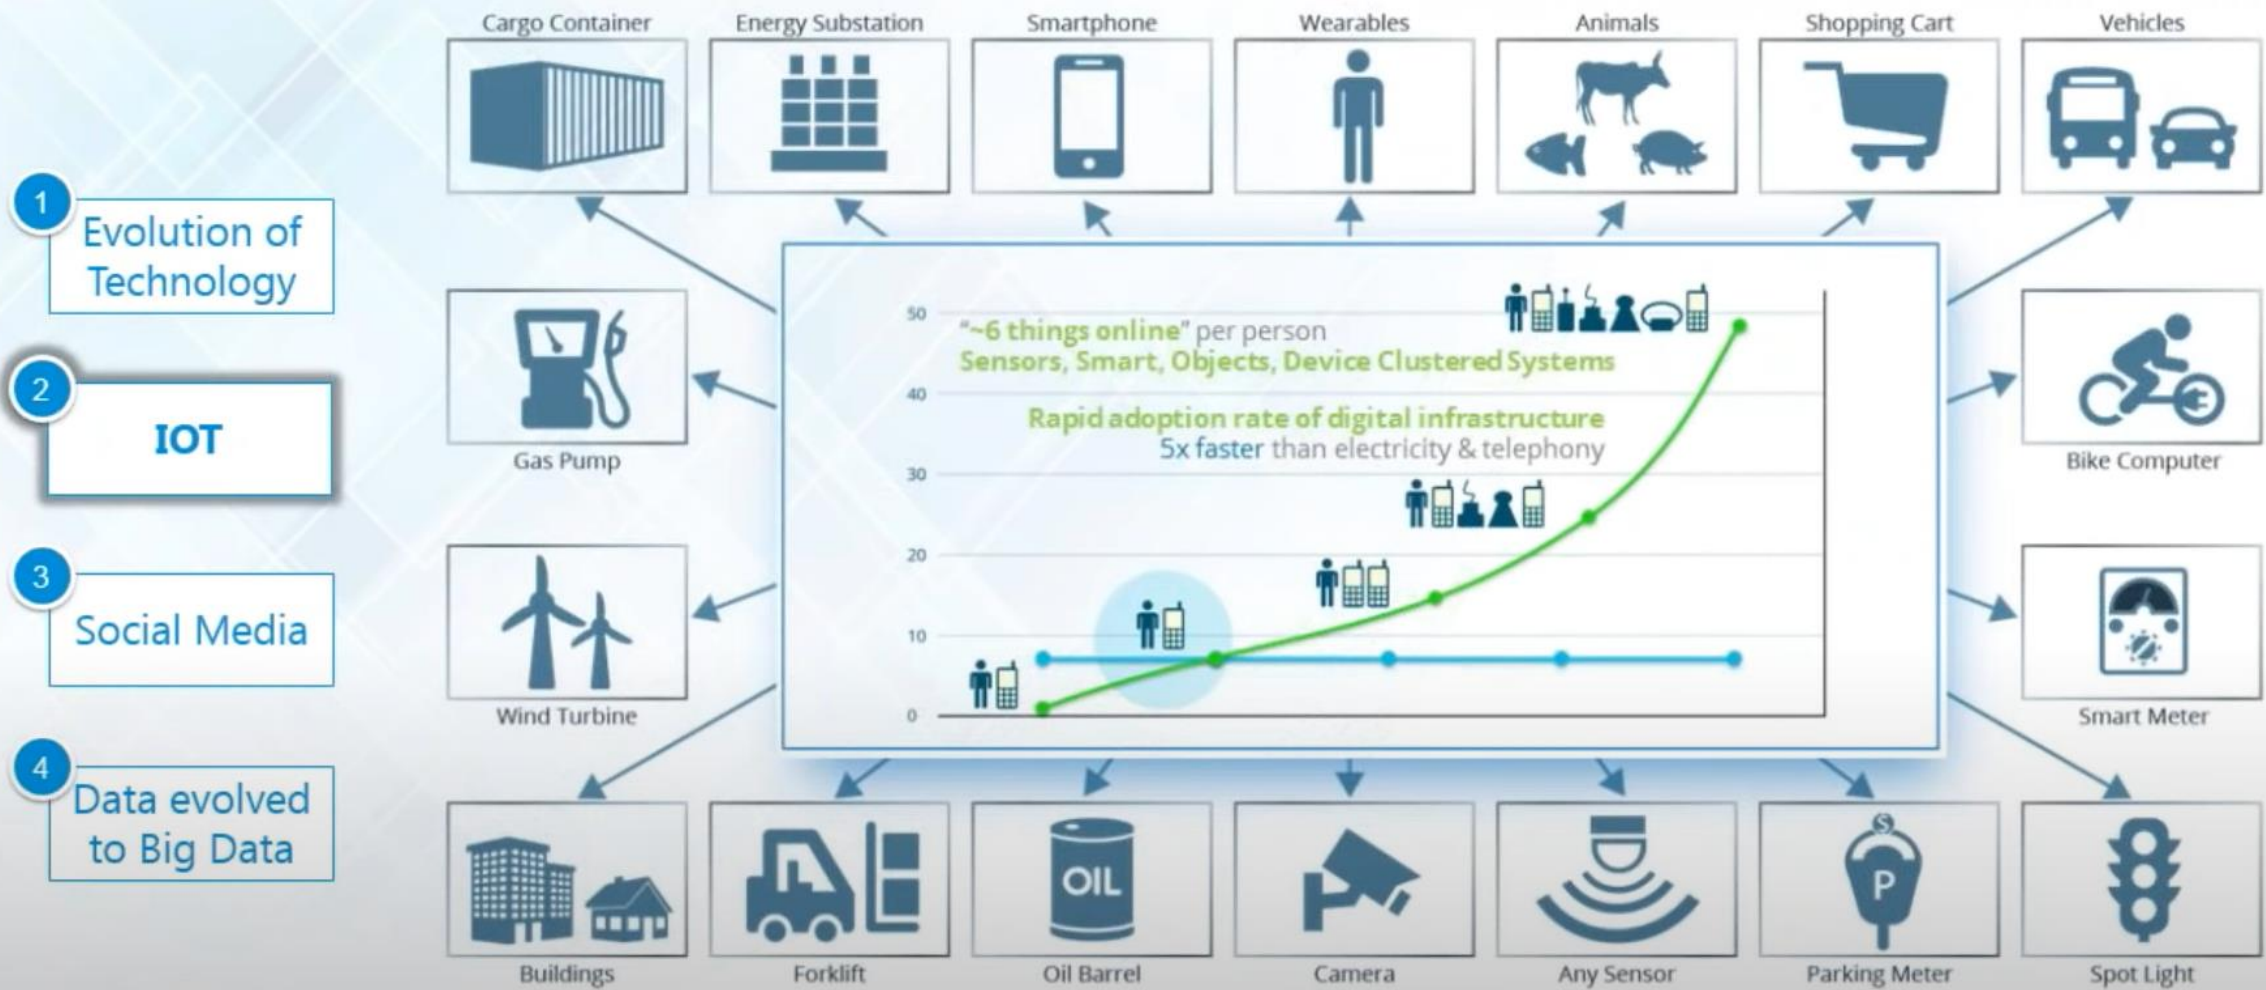 Cargo Container
Energy Substation
Smartphone
Wearables
Animals
Shopping Cart
Vehicles
1
Evolution of
Technology
2
IOT
3
Social Media
4
Data evolved
to Big Data
Gas Pump
Wind Turbine
50
40
30
20
10
0
“~6 things online” per person
Sensors, Smart, Objects, Device Clustered Systems
Rapid adoption rate of digital infrastructure
5x faster than electricity & telephony
Bike Computer
Smart Meter
OIL
$
P
Buildings
Forklift
Oil Barrel
Camera
Any Sensor
Parking Meter
Spot Light